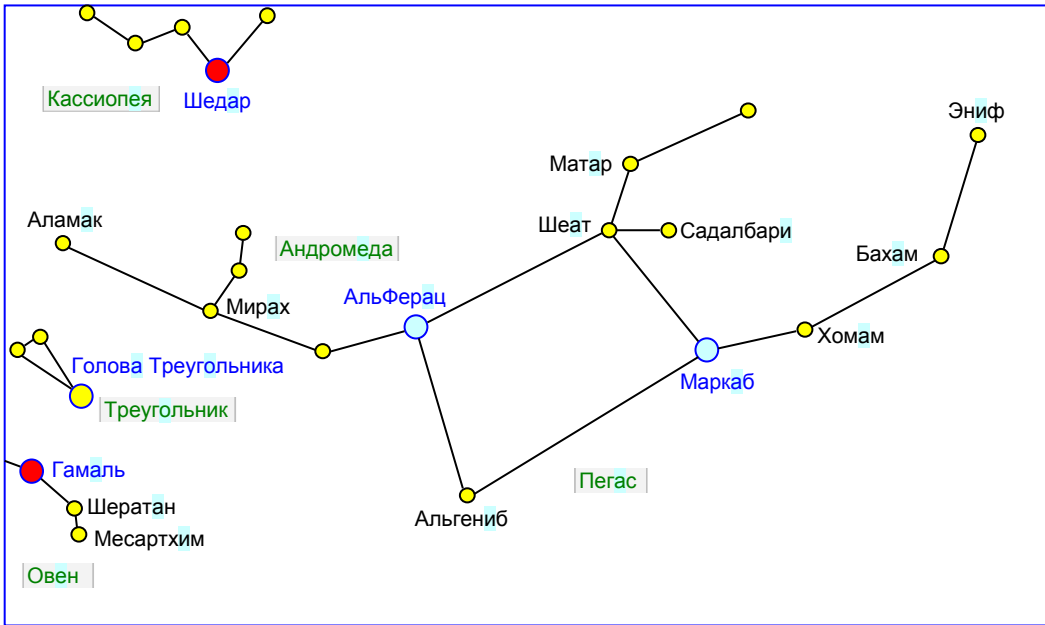 Кассиопея
Шедар
Эниф
Матар
Аламак
Шеат
Садалбари
Андромеда
Бахам
АльФерац
Мирах
Хомам
Голова Треугольника
Маркаб
Треугольник
Гамаль
Пегас
Шератан
Альгениб
Месартхим
Овен